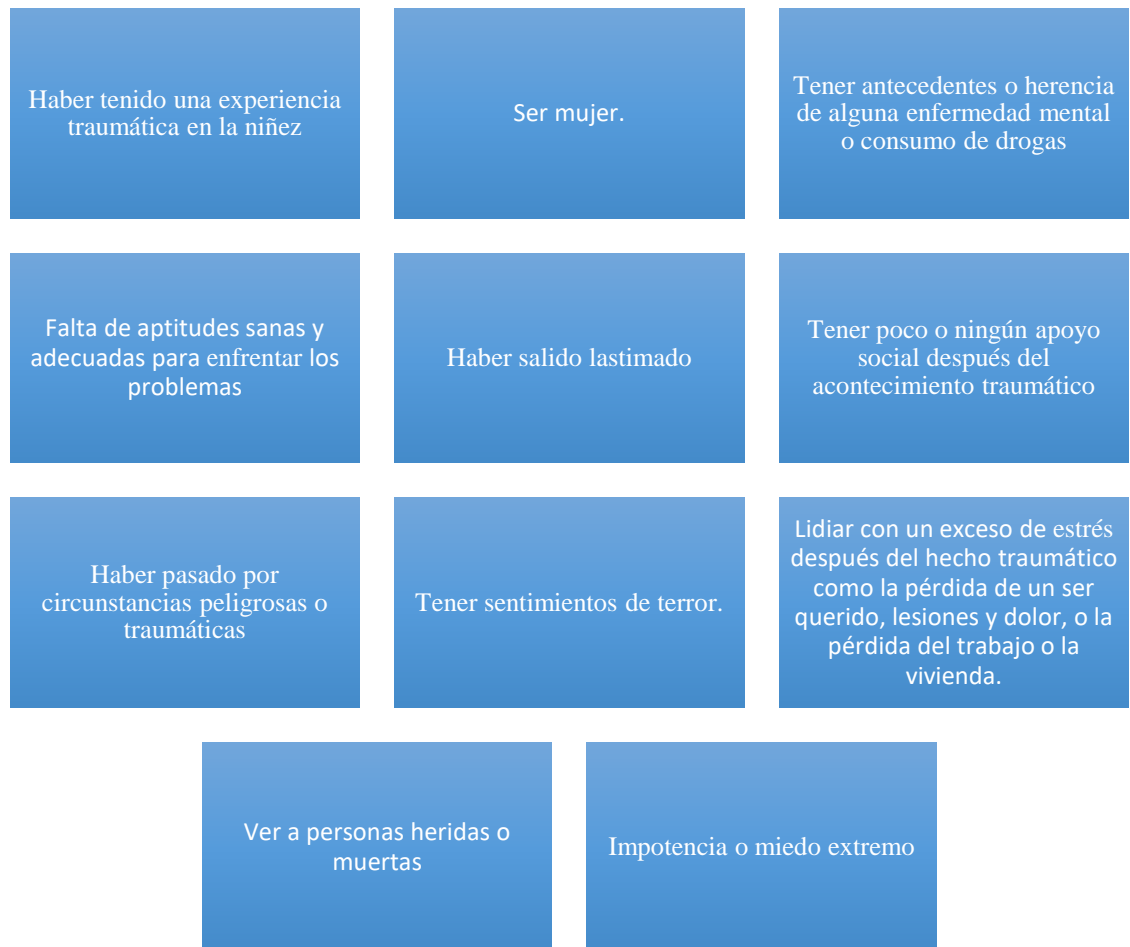 Haber tenido una experiencia
traumática en la niñez
Ser mujer.
Tener antecedentes o herencia
de alguna enfermedad mental
o consumo de drogas
Falta de aptitudes sanas y
adecuadas para enfrentar los
problemas
Haber salido lastimado
Tener poco o ningún apoyo
social después del
acontecimiento traumático
Haber pasado por
circunstancias peligrosas o
traumáticas
Tener sentimientos de terror.
Lidiar con un exceso de estrés
después del hecho traumático
como la pérdida de un ser
querido, lesiones y dolor, o la
pérdida del trabajo o la
vivienda.
Ver a personas heridas o
muertas
Impotencia o miedo extremo